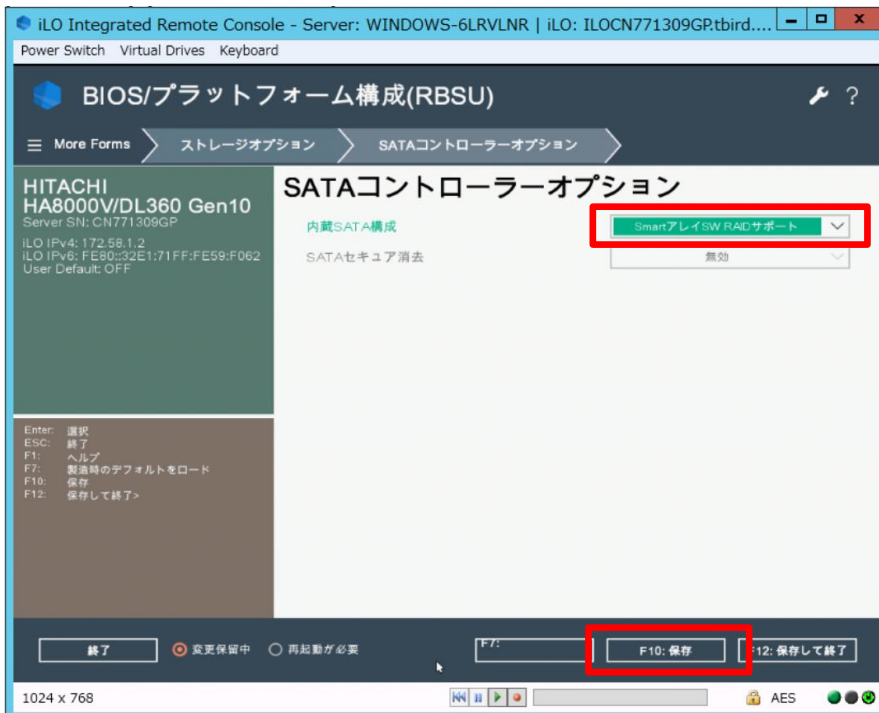 iLO Integrated Remote Console - Server: WINDOWS-6LRVLNR | iLO: ILOCN771309GP.tbird....
Power Switch Virtual Drives Keyboard
BIOS/プラットフォーム構成(RBSU)
?
More Forms ストレージオプション SATAコントローラーオプション
HITACHI
HA8000V/DL360 Gen10
Server SN: CN771309GP
iLO IPv4: 172.58.1.2
iLO IPv6: FE80::32E1:71FF:FE59:F062
User Default: OFF
SATAコントローラーオプション
内蔵SATA構成 SmartアレイSW RAIDサポート
SATAセキュア消去 無効
Enter: 選択
ESC: 終了
F1: ヘルプ
F7: 製造時のデフォルトをロード
F10: 保存
F12: 保存して終了>
終了 変更保留中 再起動が必要 F7: F10: 保存 F12: 保存して終了
1024 x 768 AES